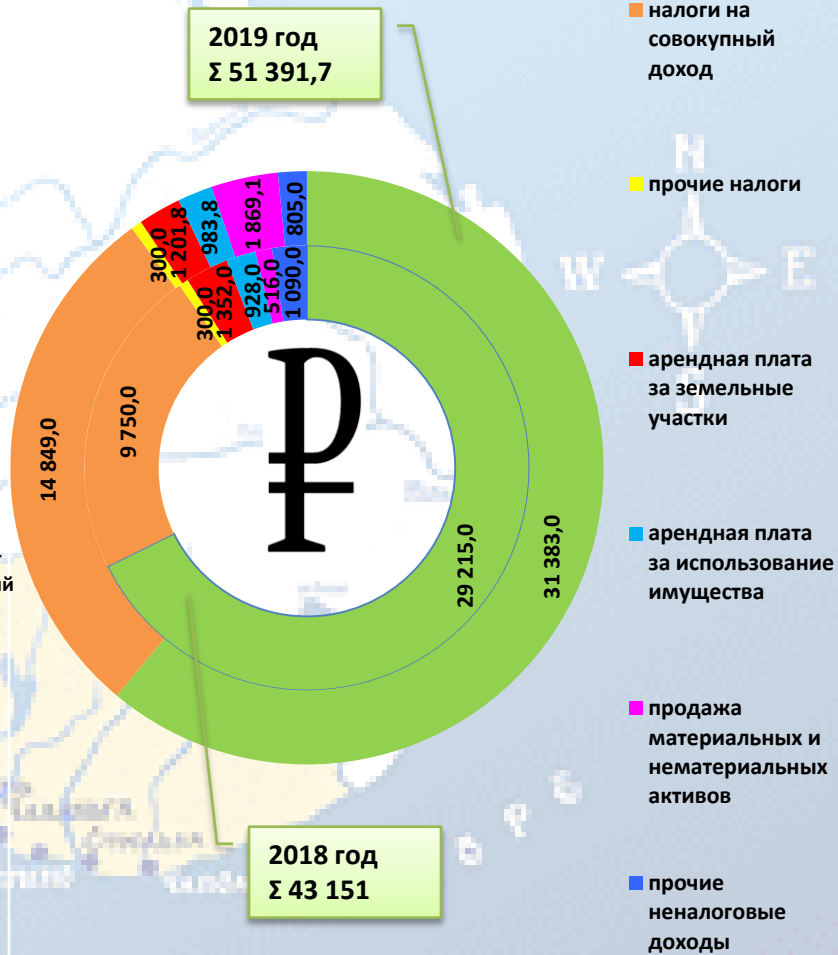 2019 год
Σ 51 391,7
налоги на
совокупный
доход
прочие налоги
арендная плата
за земельные
участки
арендная плата
за использование
имущества
продажа
материальных и
нематериальных
активов
прочие
неналоговые
доходы
300,0
1 201,8
983,8
1 869,1
805,0
300,0
1 352,0
928,0
516,0
1 090,0
14 849,0
9 750,0
29 215,0
31 383,0
₽
N
W
E
S
ий
2018 год
Σ 43 151